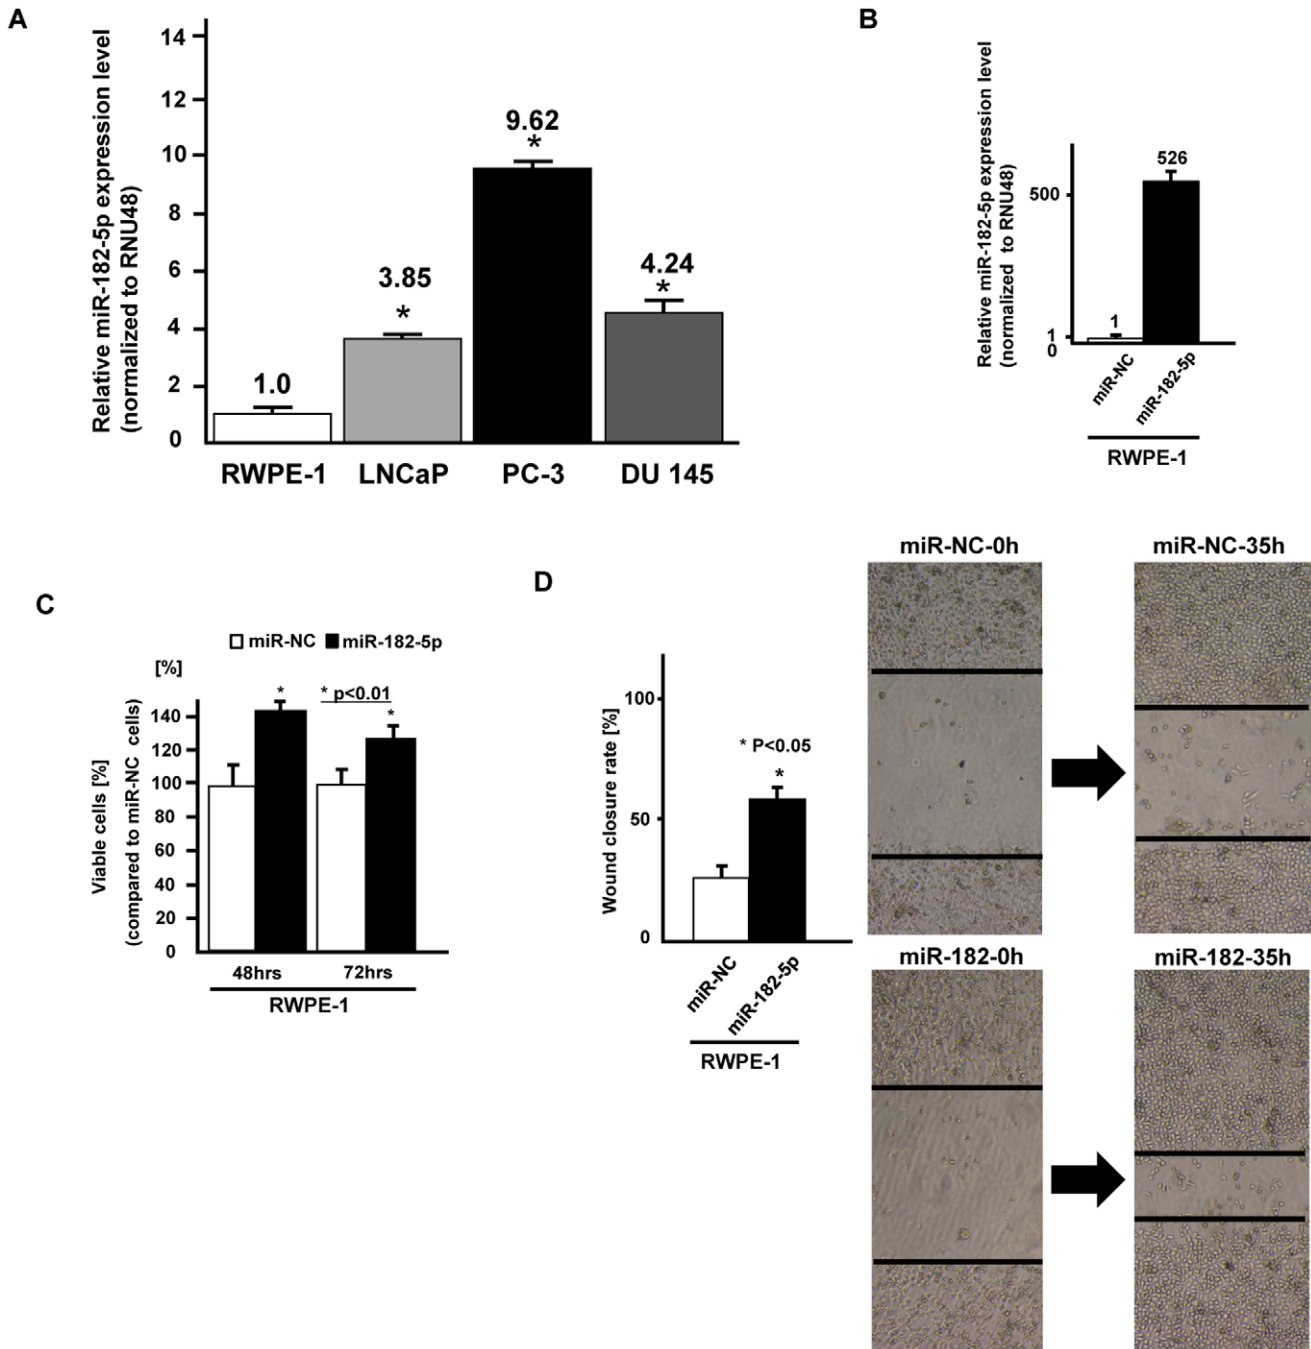 A
Relative miR-182-5p expression level
(normalized to RNU48)
14
12
10
8
6
4
2
0
1.0
3.85
*
9.62
*
4.24
*
RWPE-1 LNCaP PC-3 DU 145
B
Relative miR-182-5p expression level
(normalized to RNU48)
500
1
0
1
526
miR-NC
miR-182-5p
RWPE-1
C
miR-NC miR-182-5p
[%]
Viable cells [%]
(compared to miR-NC cells)
140
120
100
80
60
40
20
0
*
* p<0.01
*
48hrs 72hrs
RWPE-1
D
Wound closure rate [%]
100
50
0
* P<0.05
*
miR-NC
miR-182-5p
RWPE-1
miR-NC-0h
miR-NC-35h
miR-182-0h
miR-182-35h